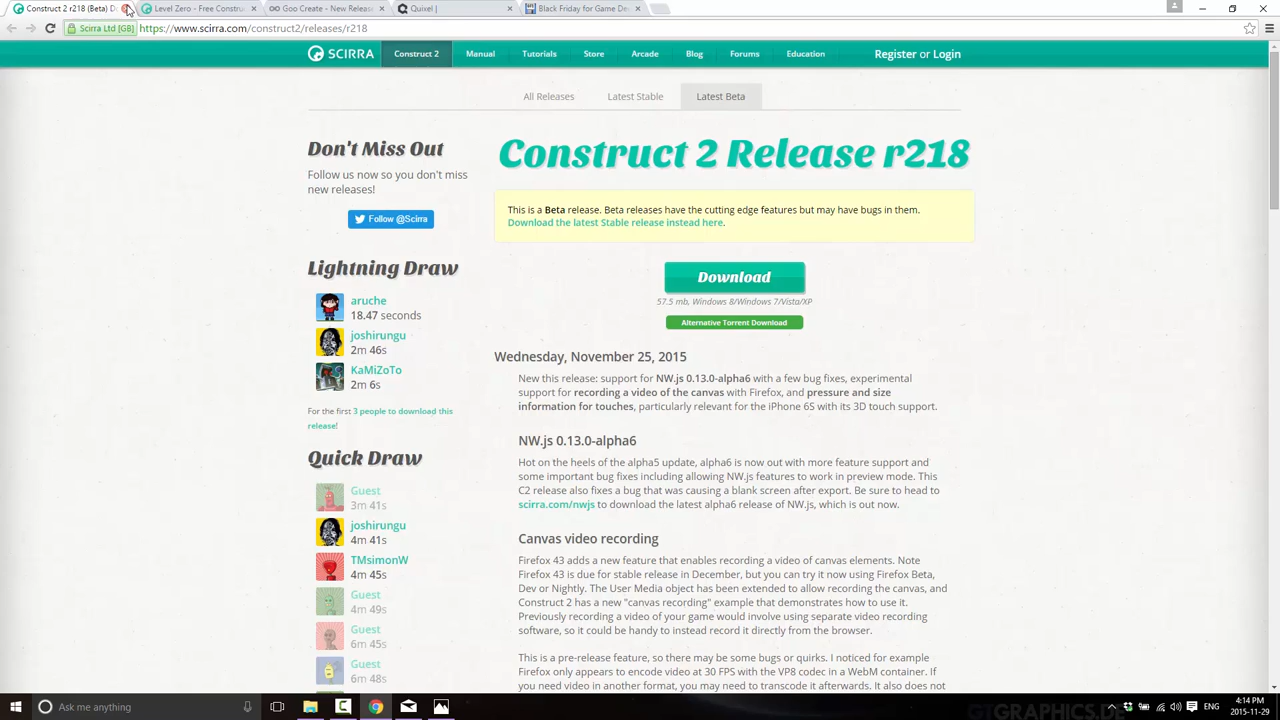 Construct 2 r218 (Beta) D
Level Zero - Free Constru
Goo Create - New Release
Quixel |
Black Friday for Game De
Scirra Ltd [GB]
https://www.scirra.com/construct2/releases/r218
SCIRRA
Construct 2
Manual
Tutorials
Store
Arcade
Blog
Forums
Education
Register or Login
All Releases
Latest Stable
Latest Beta
Don't Miss Out
Follow us now so you don't miss
new releases!
Follow @Scirra
Lightning Draw
aruche
18.47 seconds
joshirungu
2m 46s
KaMiZoTo
2m 6s
For the first 3 people to download this
release!
Quick Draw
Guest
3m 41s
joshirungu
4m 41s
TMsimonW
4m 45s
Guest
4m 49s
Guest
6m 45s
Guest
6m 48s
Construct 2 Release r218
This is a Beta release. Beta releases have the cutting edge features but may have bugs in them.
Download the latest Stable release instead here.
Download
57.5 mb, Windows 8/Windows 7/Vista/XP
Alternative Torrent Download
Wednesday, November 25, 2015
New this release: support for NW.js 0.13.0-alpha6 with a few bug fixes, experimental
support for recording a video of the canvas with Firefox, and pressure and size
information for touches, particularly relevant for the iPhone 6S with its 3D touch support.
NW.js 0.13.0-alpha6
Hot on the heels of the alpha5 update, alpha6 is now out with more feature support and
some important bug fixes including allowing NW.js features to work in preview mode. This
C2 release also fixes a bug that was causing a blank screen after export. Be sure to head to
scirra.com/nwjs to download the latest alpha6 release of NW.js, which is out now.
Canvas video recording
Firefox 43 adds a new feature that enables recording a video of canvas elements. Note
Firefox 43 is due for stable release in December, but you can try it now using Firefox Beta,
Dev or Nightly. The User Media object has been extended to allow recording the canvas, and
Construct 2 has a new "canvas recording" example that demonstrates how to use it.
Previously recording a video of your game would involve using separate video recording
software, so it could be handy to instead record it directly from the browser.
This is a pre-release feature, so there may be some bugs or quirks. I noticed for example
Firefox only appears to encode video at 30 FPS with the VP8 codec in a WebM container. If
you need video in another format, you may need to transcode it afterwards. It also does not
Ask me anything
ENG
4:14 PM
2015-11-29